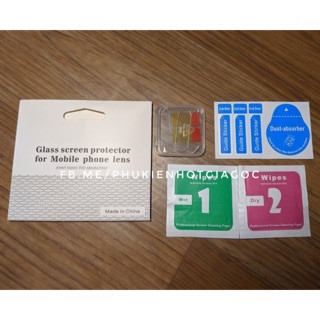 Glass screen protector
for Mobile phone lens
FB.ME/PHUKIENHOTGIAGOC
Made in China
Guide Sticker
Guide Sticker
Guide Sticker
Dust-absorber
Wipes
Wet
1
Wipes
Dry
2